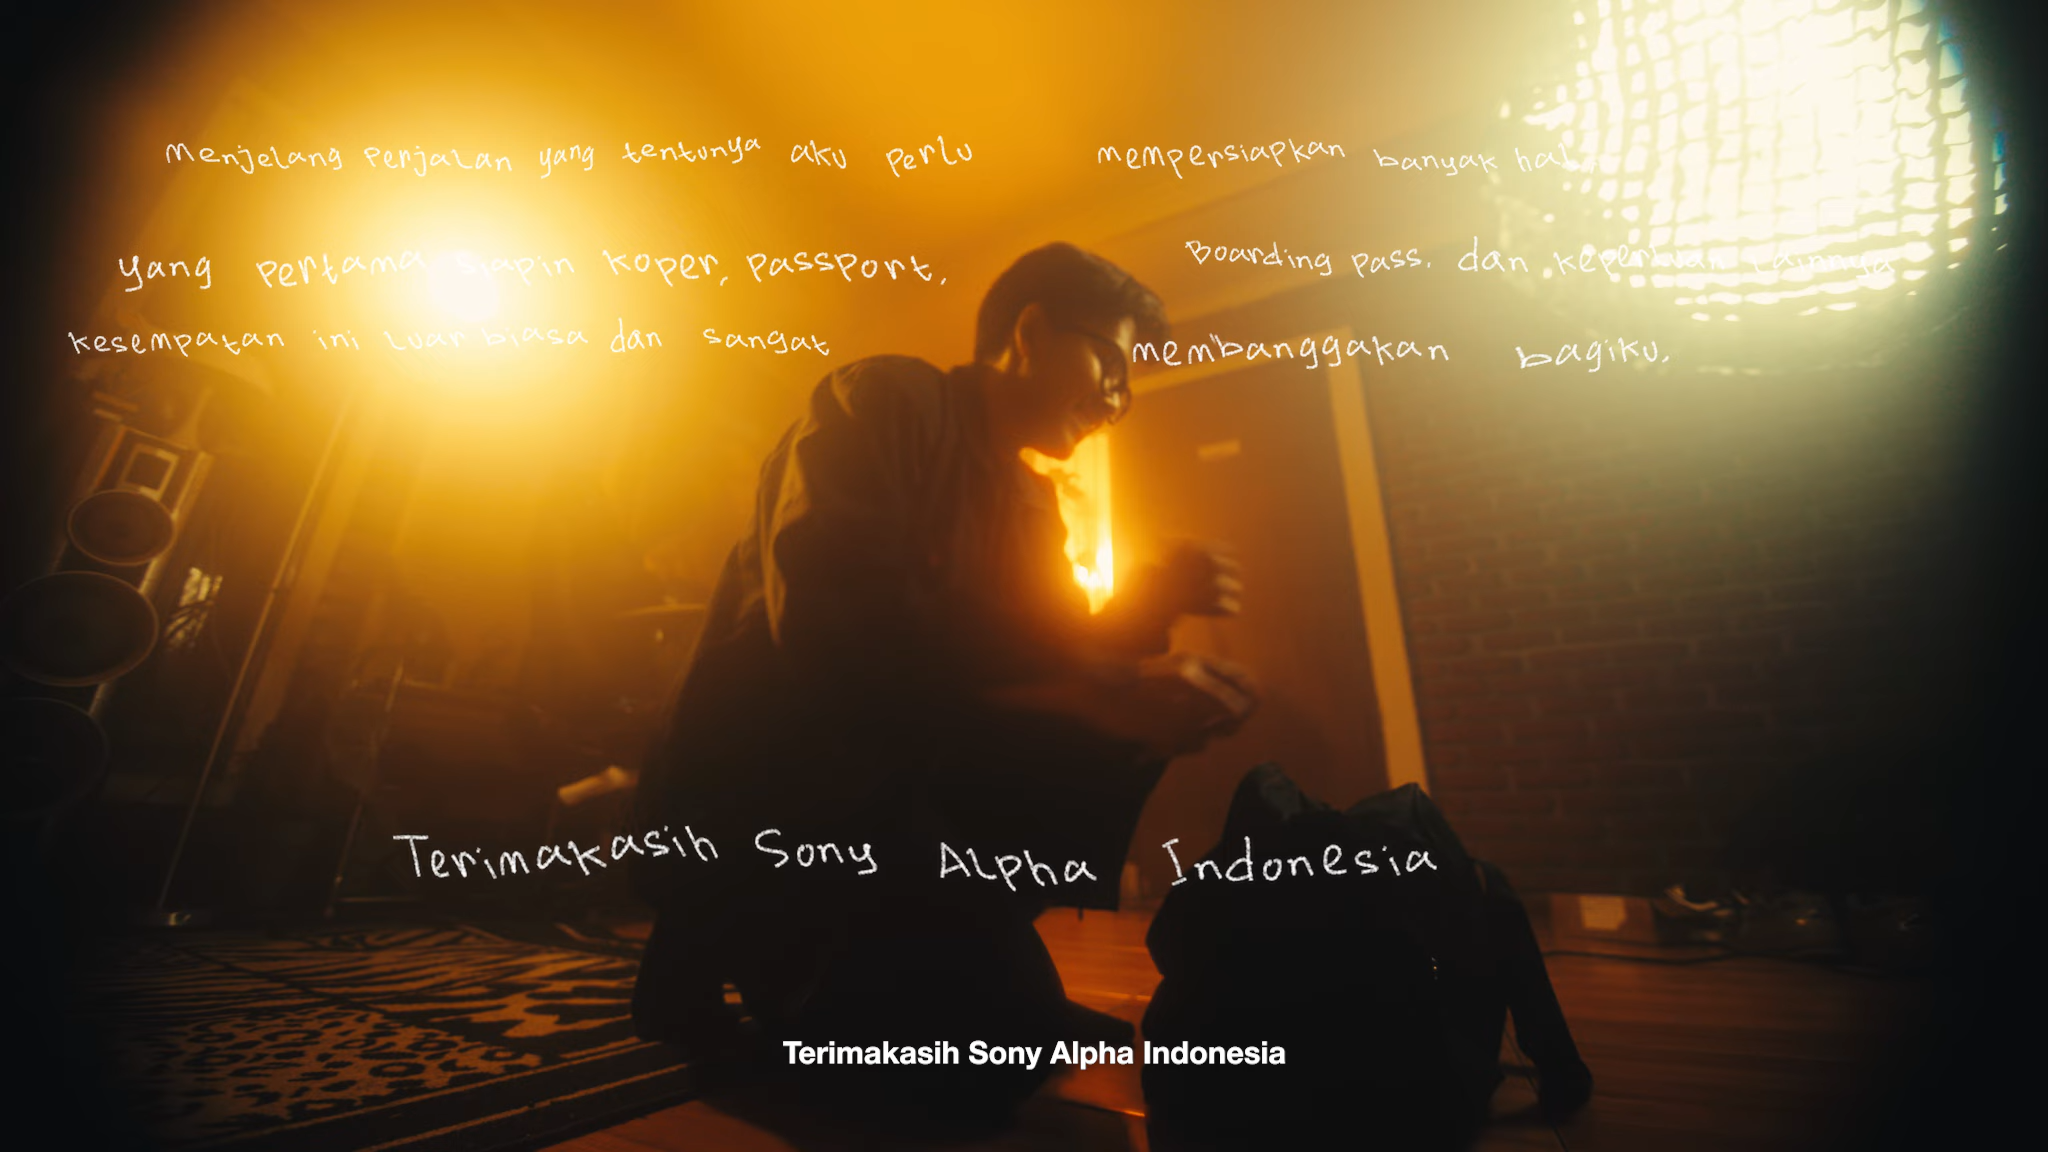 Menjelang perjalan yang tentunya aku perlu mempersiapkan banyak hal.
yang pertama siapin koper, passport, Boarding pass. dan keperluan lainnya
kesempatan ini luar biasa dan sangat membanggakan bagiku.
Terimakasih Sony Alpha Indonesia
Terimakasih Sony Alpha Indonesia